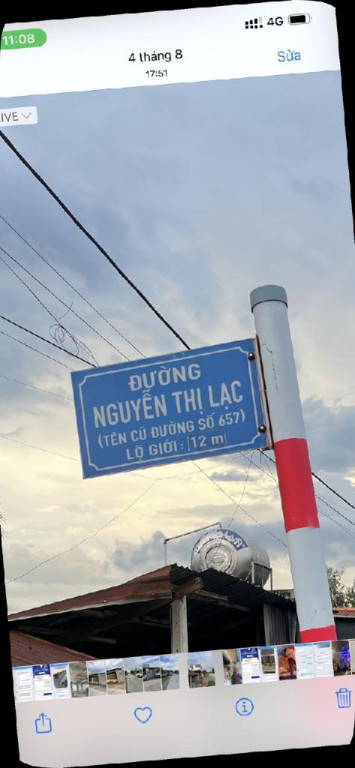 11:08
4G
4 tháng 8
17:51
Sửa
LIVE
ĐƯỜNG
NGUYỄN THỊ LẠC
(TÊN CŨ ĐƯỜNG SỐ 657)
LỘ GIỚI : 12 m